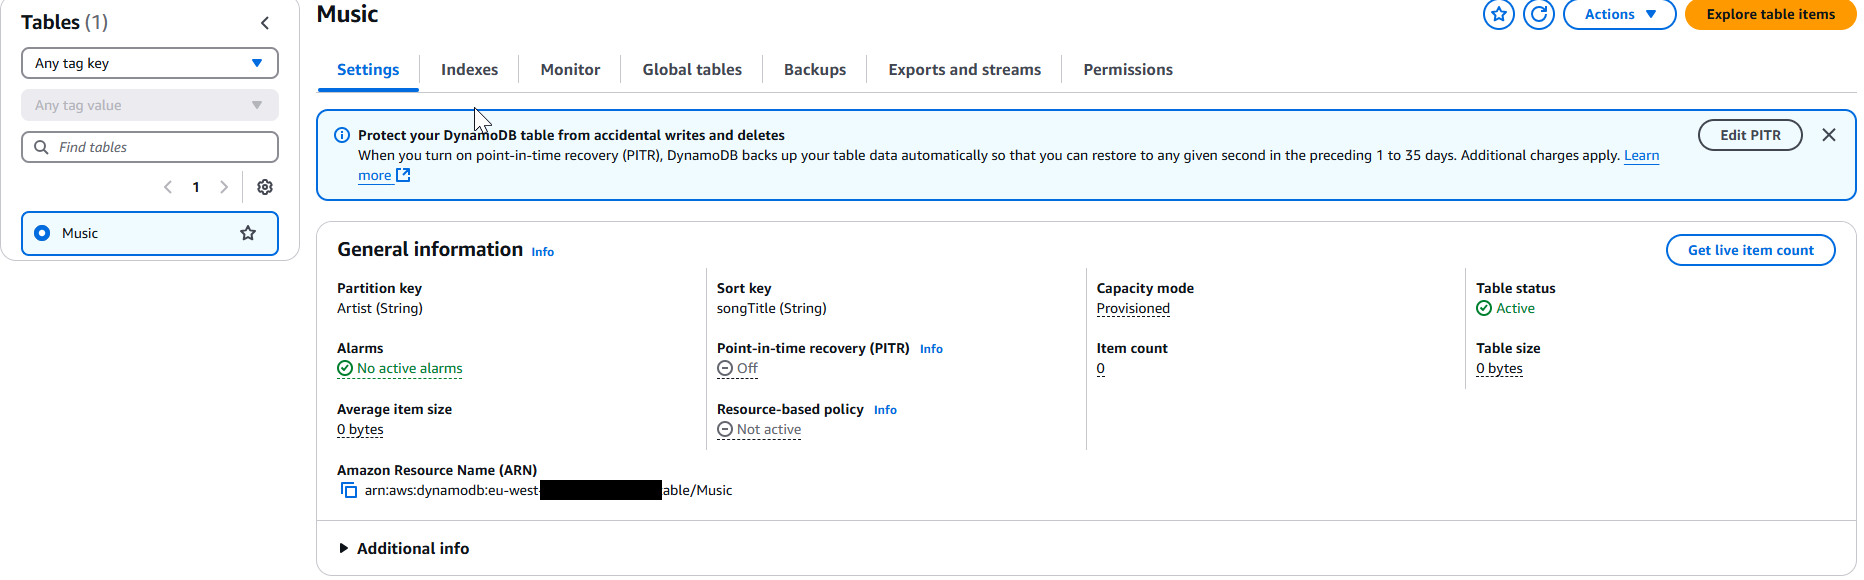 Tables (1)
Any tag key
Any tag value
Find tables
1
Music
Music
Actions
Explore table items
Settings
Indexes
Monitor
Global tables
Backups
Exports and streams
Permissions
Protect your DynamoDB table from accidental writes and deletes
When you turn on point-in-time recovery (PITR), DynamoDB backs up your table data automatically so that you can restore to any given second in the preceding 1 to 35 days. Additional charges apply. Learn
more
Edit PITR
General information Info
Get live item count
Partition key
Artist (String)
Sort key
songTitle (String)
Capacity mode
Provisioned
Table status
Active
Alarms
No active alarms
Point-in-time recovery (PITR) Info
Off
Item count
0
Table size
0 bytes
Average item size
0 bytes
Resource-based policy Info
Not active
Amazon Resource Name (ARN)
arn:aws:dynamodb:eu-west- able/Music
Additional info